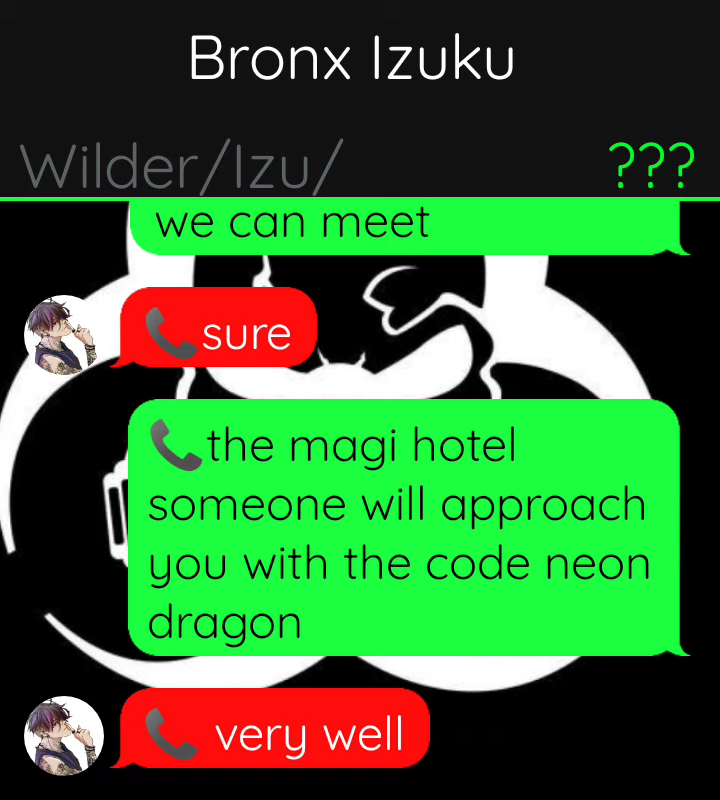 Bronx Izuku
Wilder/Izu/
???
we can meet
📞sure
📞the magi hotel
someone will approach
you with the code neon
dragon
📞 very well